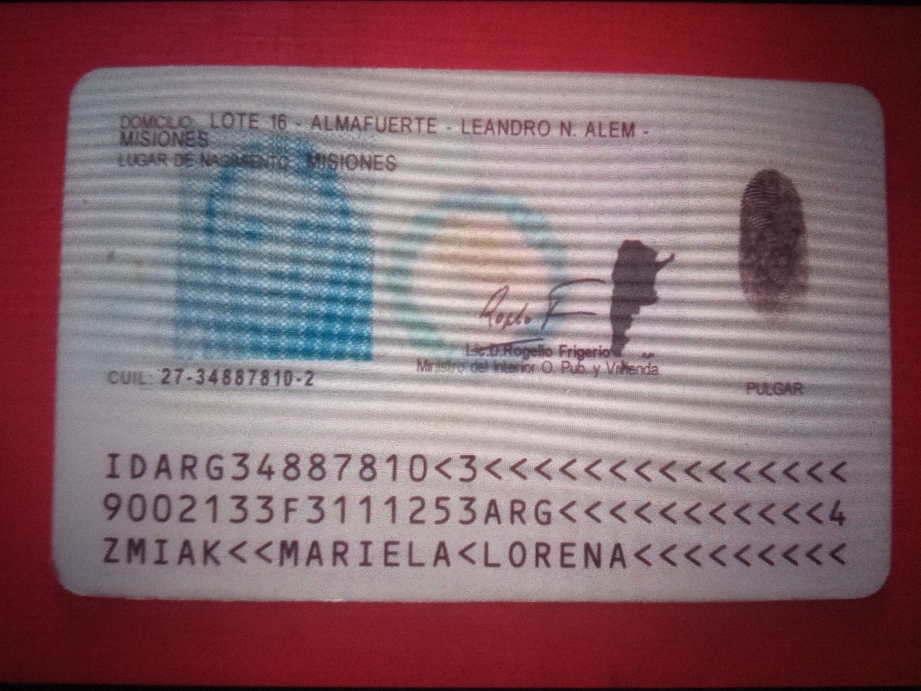 DOMICILIO: LOTE 16 - ALMAFUERTE - LEANDRO N. ALEM -
MISIONES
LUGAR DE NACIMIENTO: MISIONES
CUIL: 27-34887810-2
Lic.D.Rogelio Frigerio
Ministro del Interior O. Pub. y Vivienda
PULGAR
IDARG34887810<3<<<<<<<<<<<<<<<
9002133F3111253ARG<<<<<<<<<<<4
ZMIAK<<MARIELA<LORENA<<<<<<<<<